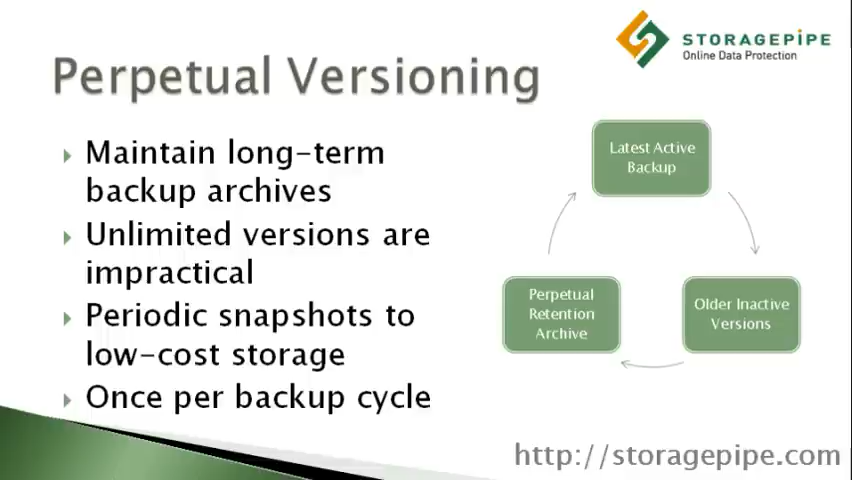 STORAGEPIPE
Online Data Protection
Perpetual Versioning
Maintain long-term
backup archives
Unlimited versions are
impractical
Periodic snapshots to
low-cost storage
Once per backup cycle
Latest Active
Backup
Older Inactive
Versions
Perpetual
Retention
Archive
http://storagepipe.com